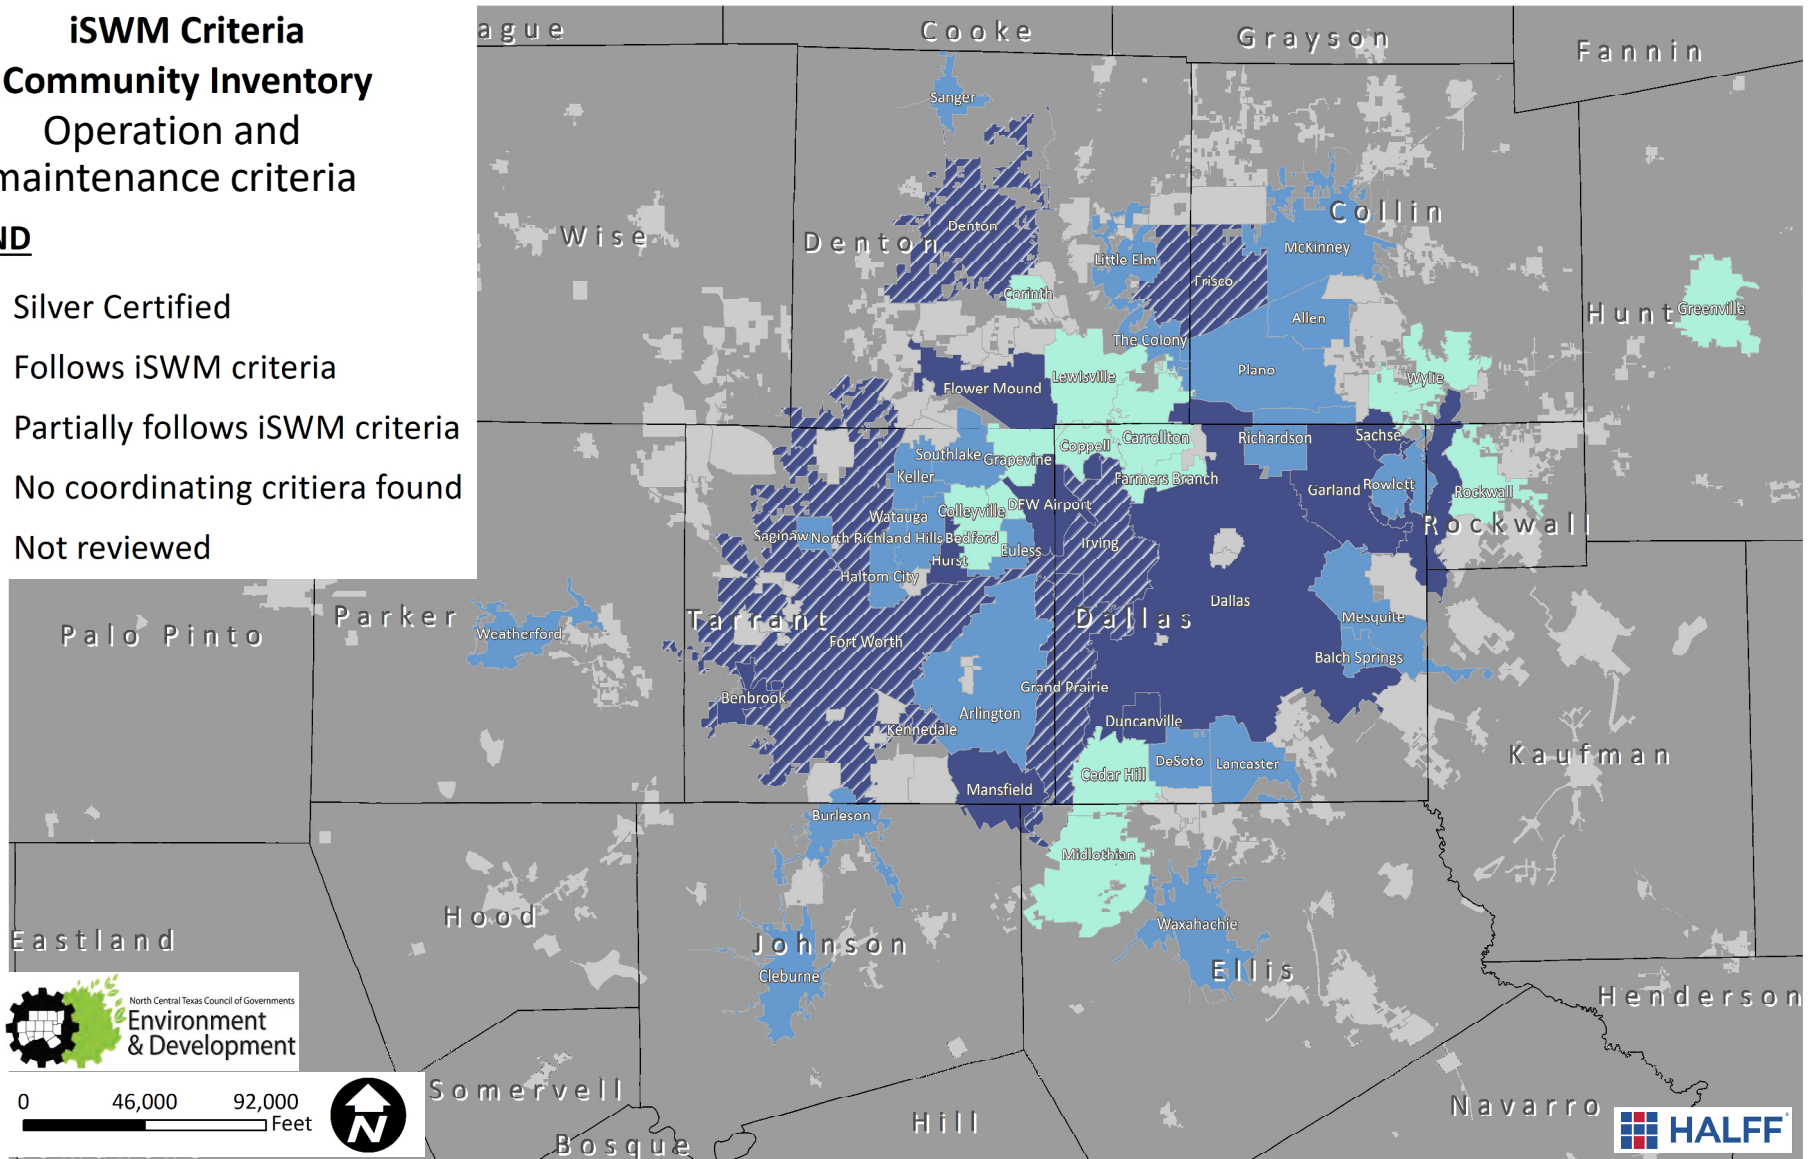 iSWM Criteria
Community Inventory
Operation and
maintenance criteria
ND
Silver Certified
Follows iSWM criteria
Partially follows iSWM criteria
No coordinating critiera found
Not reviewed
ague
Cooke
Grayson
Fannin
Sanger
Wise
Denton
Denton
Collin
McKinney
Little Elm
Frisco
Corinth
Hunt
Greenville
Allen
The Colony
Plano
Lewisville
Wylie
Flower Mound
Southlake
Grapevine
Coppell
Carrollton
Richardson
Sachse
Keller
Farmers Branch
Garland
Rowlett
Rockwall
Rockwall
Colleyville
DFW Airport
Watauga
Saginaw
North Richland Hills
Bedford
Hurst
Euless
Irving
Haltom City
Parker
Palo Pinto
Weatherford
Tarrant
Fort Worth
Dallas
Dallas
Mesquite
Balch Springs
Benbrook
Grand Prairie
Arlington
Kennedale
Duncanville
DeSoto
Lancaster
Cedar Hill
Mansfield
Kaufman
Burleson
Midlothian
Hood
Johnson
Cleburne
Waxahachie
Ellis
Eastland
Henderson
North Central Texas Council of Governments
Environment
& Development
0 46,000 92,000
Feet
N
Somervell
Bosque
Hill
Navarro
HALFF